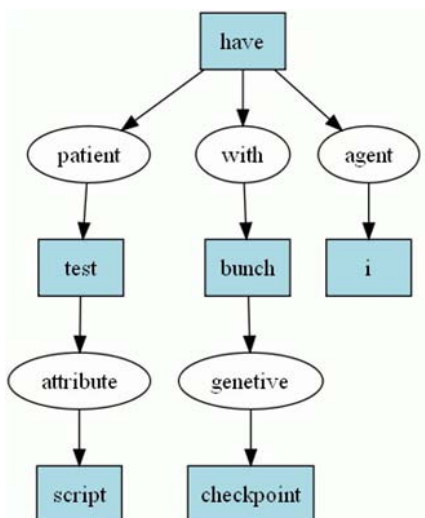 have
patient with agent
test bunch i
attribute genetive
script checkpoint